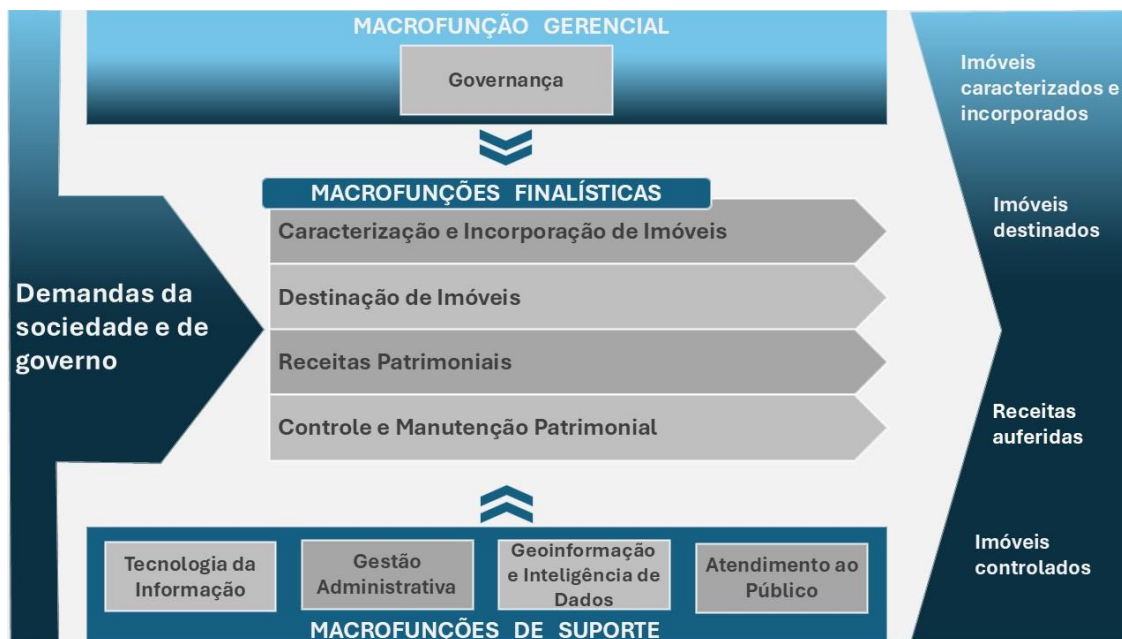 MACROFUNÇÃO GERENCIAL
Governança
MACROFUNÇÕES FINALÍSTICAS
Caracterização e Incorporação de Imóveis
Destinação de Imóveis
Receitas Patrimoniais
Controle e Manutenção Patrimonial
Demandas da
sociedade e de
governo
Tecnologia da
Informação
Gestão
Administrativa
Geoinformação
e Inteligência de
Dados
Atendimento ao
Público
MACROFUNÇÕES DE SUPORTE
Imóveis
caracterizados e
incorporados
Imóveis
destinados
Receitas
auferidas
Imóveis
controlados